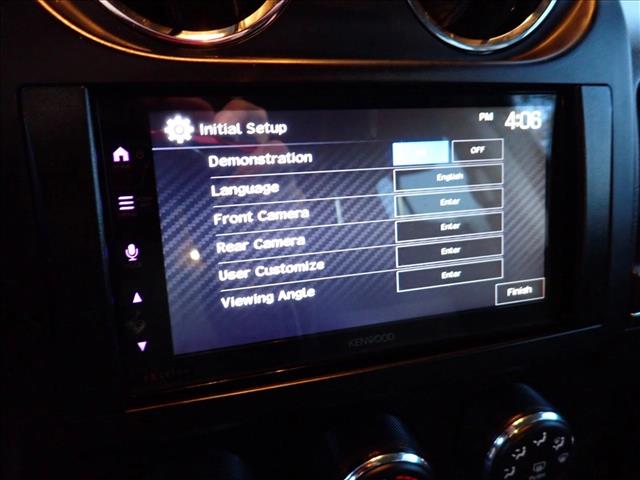 Initial Setup
PM 4:06
Demonstration OFF
Language English
Front Camera Enter
Rear Camera Enter
User Customize Enter
Viewing Angle Enter
Finish
KENWOOD